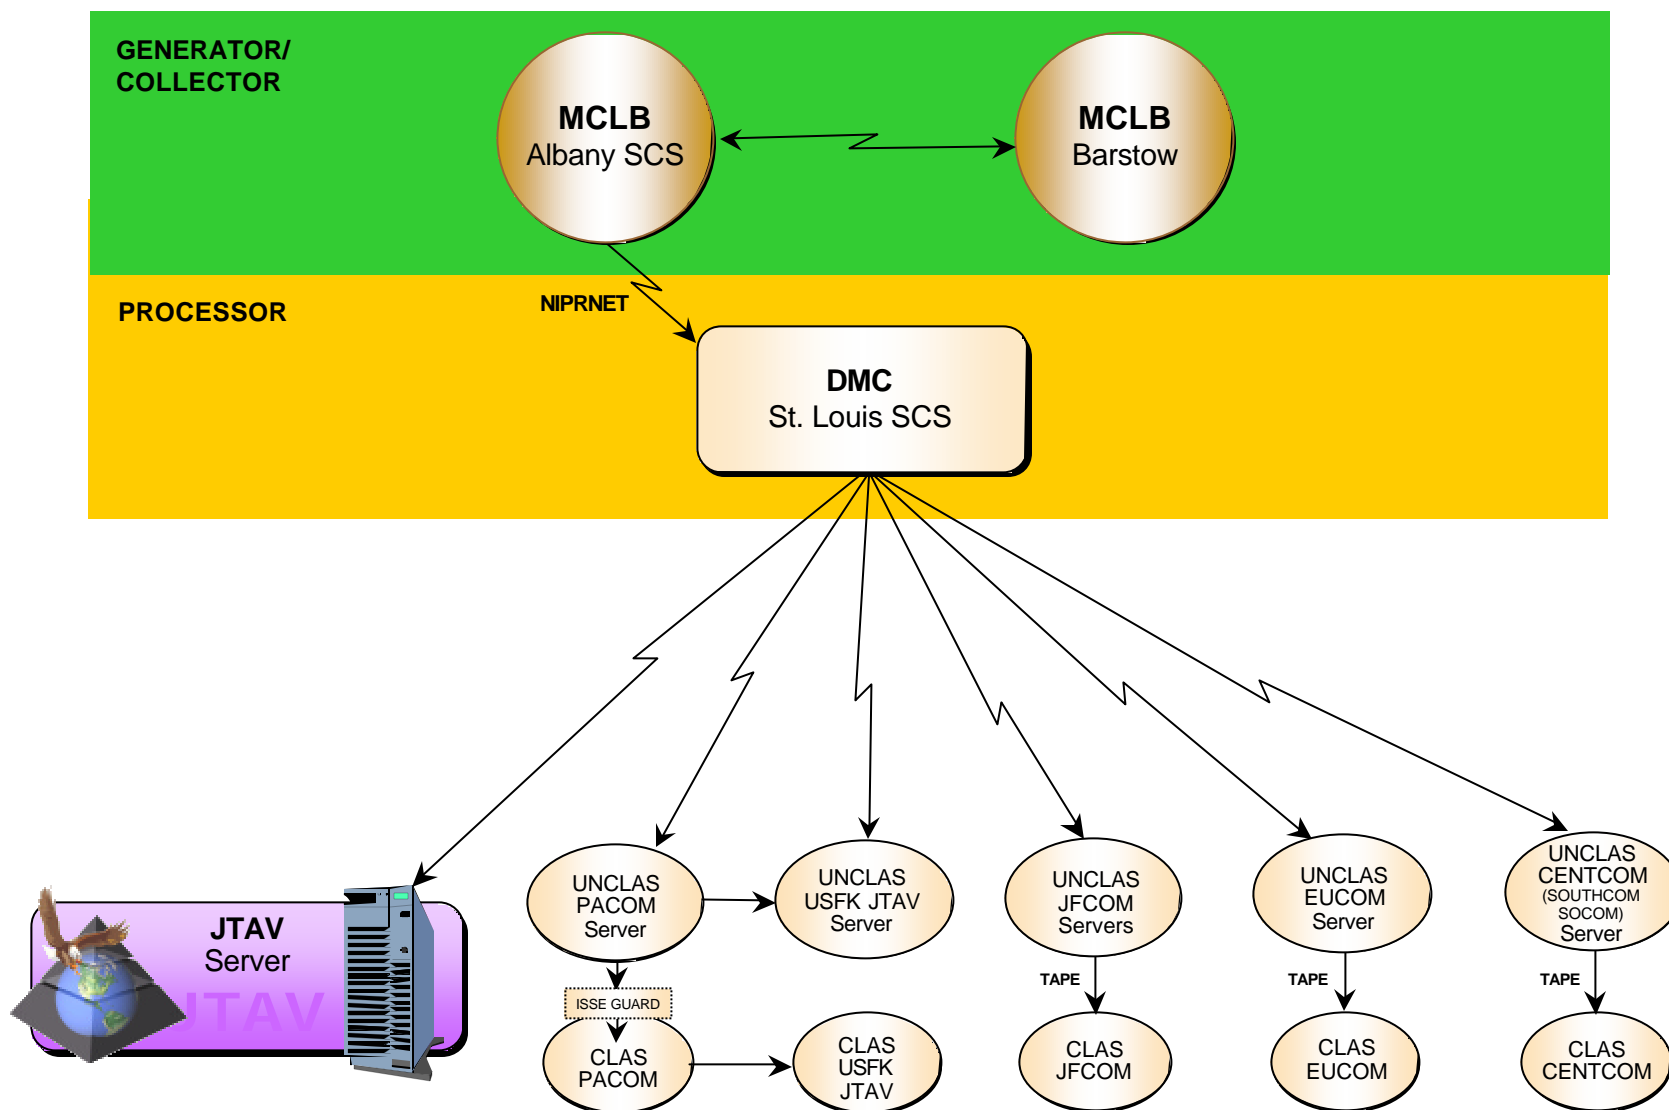 GENERATOR/
COLLECTOR
MCLB
Albany SCS
MCLB
Barstow
PROCESSOR
NIPRNET
DMC
St. Louis SCS
JTAV
Server
JTAV
UNCLAS
PACOM
Server
UNCLAS
USFK JTAV
Server
UNCLAS
JFCOM
Servers
UNCLAS
EUCOM
Server
UNCLAS
CENTCOM
(SOUTHCOM
SOCOM)
Server
ISSE GUARD
TAPE
TAPE
TAPE
CLAS
PACOM
CLAS
USFK
JTAV
CLAS
JFCOM
CLAS
EUCOM
CLAS
CENTCOM